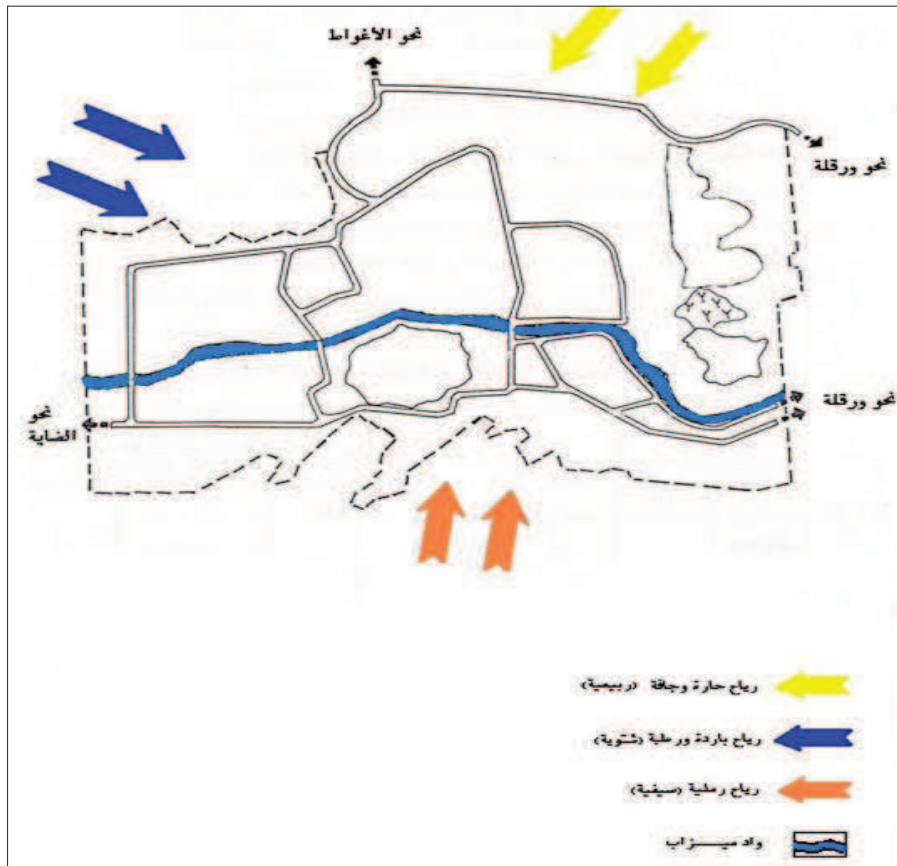 نحو الأغواط
نحو ورقلة
نحو ورقلة
نحو
الضاية
رياح حارة وجافة (ربيعية)
رياح باردة ورطبة (شتوية)
رياح رملية (صيفية)
واد ميــزاب